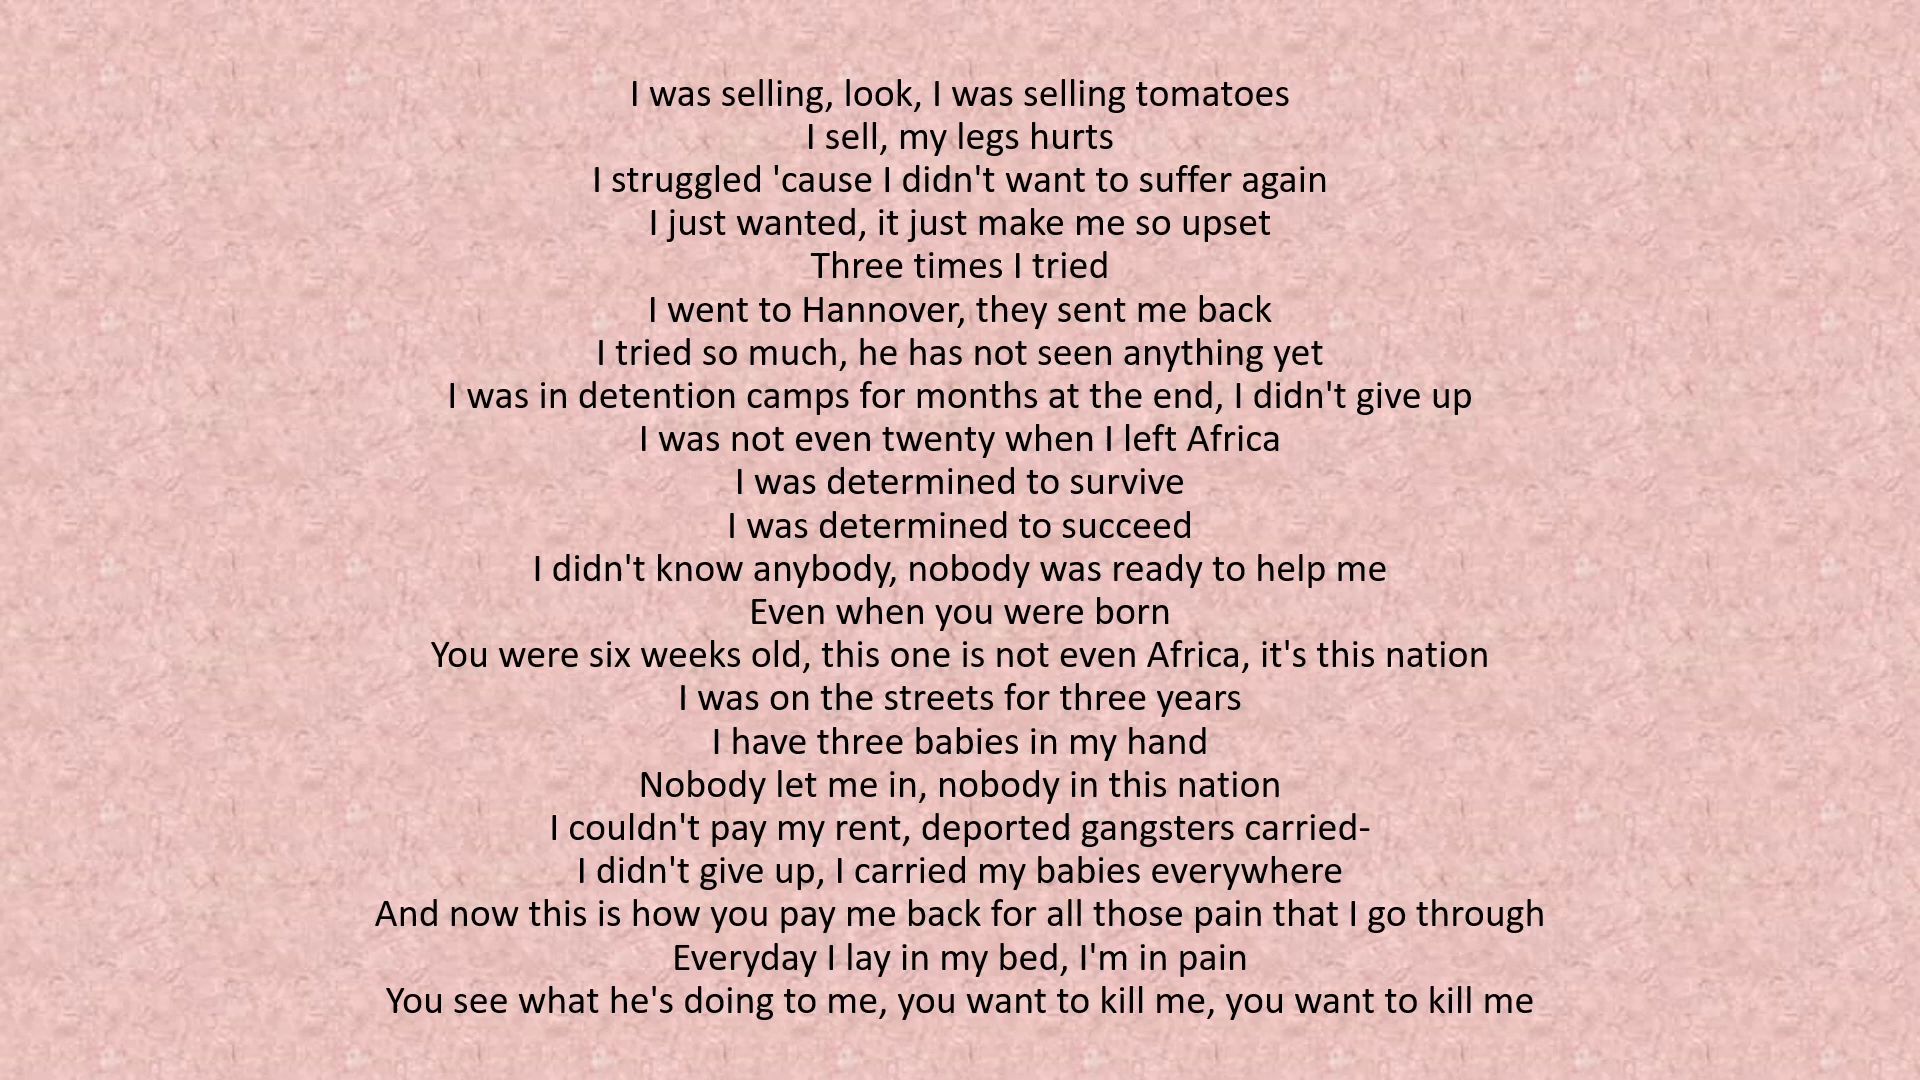 I was selling, look, I was selling tomatoes
I sell, my legs hurts
I struggled 'cause I didn't want to suffer again
I just wanted, it just make me so upset
Three times I tried
I went to Hannover, they sent me back
I tried so much, he has not seen anything yet
I was in detention camps for months at the end, I didn't give up
I was not even twenty when I left Africa
I was determined to survive
I was determined to succeed
I didn't know anybody, nobody was ready to help me
Even when you were born
You were six weeks old, this one is not even Africa, it's this nation
I was on the streets for three years
I have three babies in my hand
Nobody let me in, nobody in this nation
I couldn't pay my rent, deported gangsters carried-
I didn't give up, I carried my babies everywhere
And now this is how you pay me back for all those pain that I go through
Everyday I lay in my bed, I'm in pain
You see what he's doing to me, you want to kill me, you want to kill me